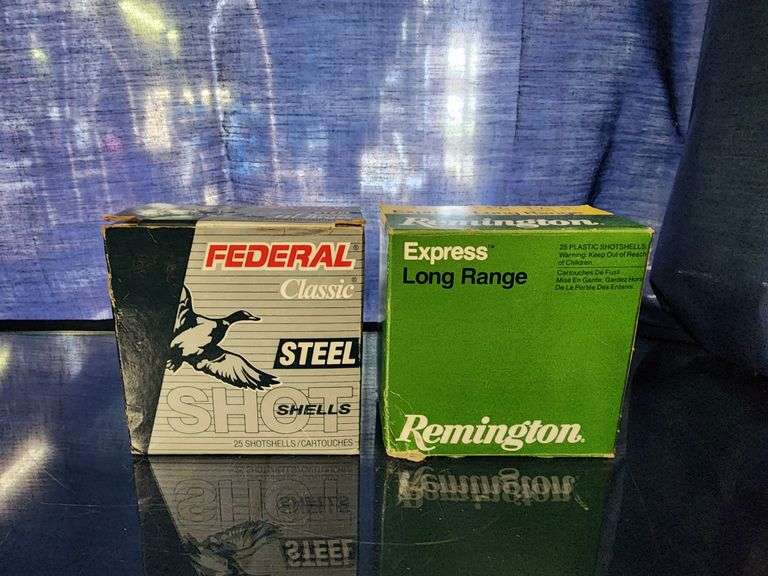 FEDERAL®
Classic
STEEL
SHOT
SHELLS
25 SHOTSHELLS/CARTOUCHES
Remington
Express™
Long Range
25 PLASTIC SHOTSHELLS
Warning: Keep Out of Reach
of Children.
Cartouches De Fusil
Mise En Garde: Gardez Hors
De La Portée Des Enfants.
Remington.